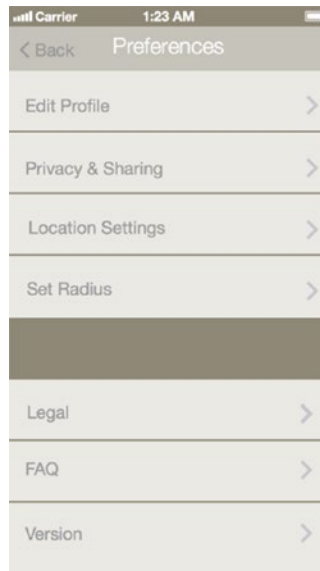 Carrier 1:23 AM
Back Preferences
Edit Profile
Privacy & Sharing
Location Settings
Set Radius
Legal
FAQ
Version